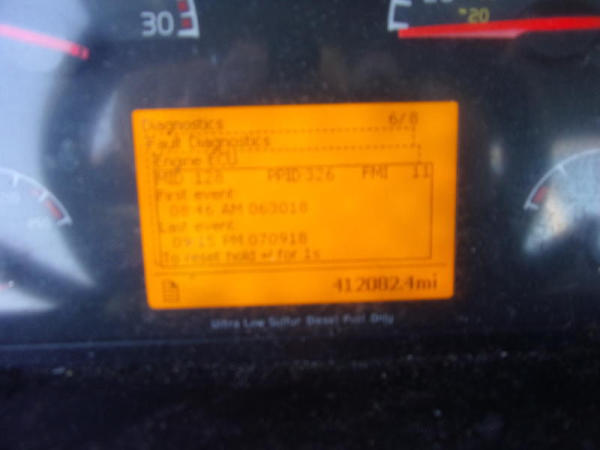 30
20
Diagnostics 6/8
Fault Diagnostics
Engine ECU
MID 128 PPID 326 FMI 11
First event
08:46 AM 063018
Last event
09:15 PM 070918
To reset hold for 1s
412082.4mi
Ultra Low Sulfur Diesel Fuel Only